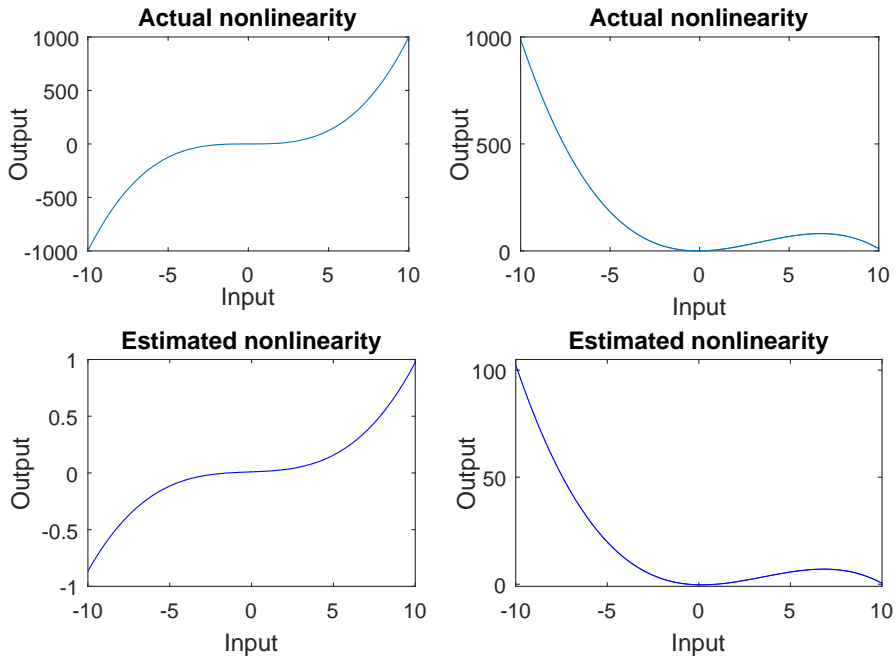 Actual nonlinearity
1000
500
0
-500
-1000
Output
-10 -5 0 5 10
Input
Actual nonlinearity
1000
500
0
Output
-10 -5 0 5 10
Input
Estimated nonlinearity
1
0.5
0
-0.5
-1
Output
-10 -5 0 5 10
Input
Estimated nonlinearity
100
50
0
Output
-10 -5 0 5 10
Input